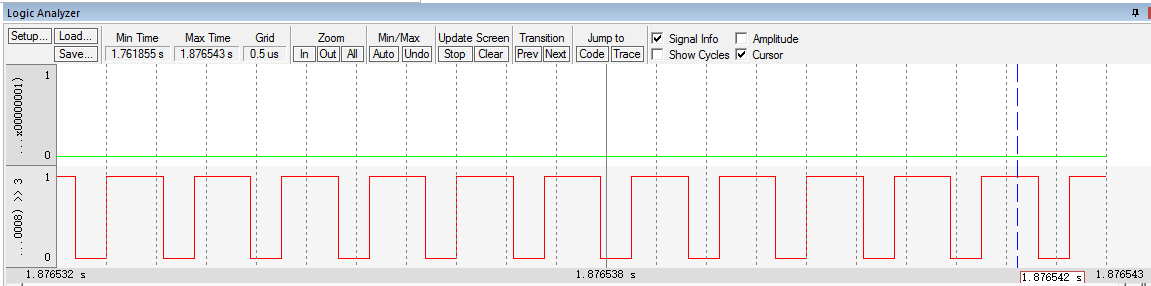 Logic Analyzer
Setup... Load... Min Time Max Time Grid Zoom Min/Max Update Screen Transition Jump to Signal Info Amplitude
Save... 1.761855 s 1.876543 s 0.5 us In Out All Auto Undo Stop Clear Prev Next Code Trace Show Cycles Cursor
1
...x00000001)
0
1
...0008) >> 3
0
1.876532 s 1.876538 s 1.876542 s 1.876543